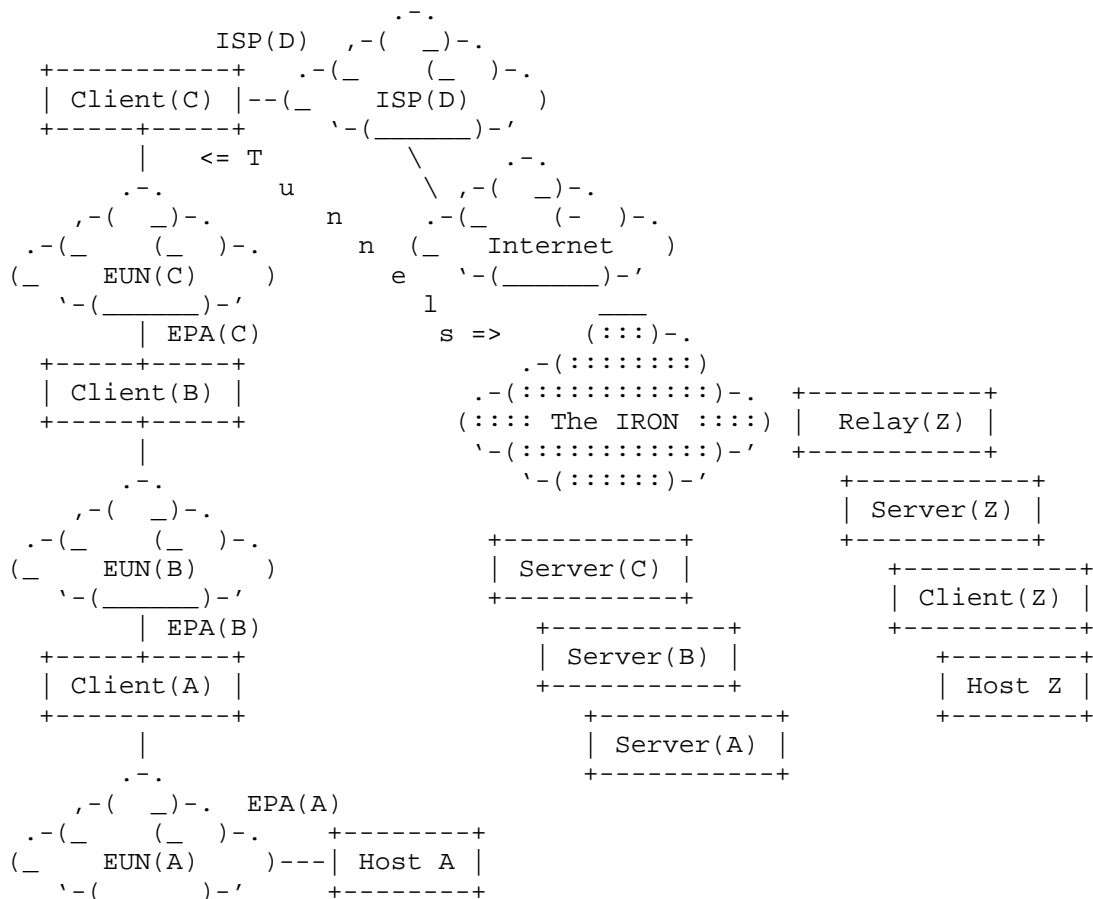 ISP(D)
Client(C)
ISP(D)
<= T
u
n
Internet
n
EUN(C)
e
l
EPA(C)
s =>
Client(B)
The IRON
Relay(Z)
Server(Z)
EUN(B)
Server(C)
Client(Z)
EPA(B)
Server(B)
Client(A)
Host Z
Server(A)
EPA(A)
EUN(A)
Host A